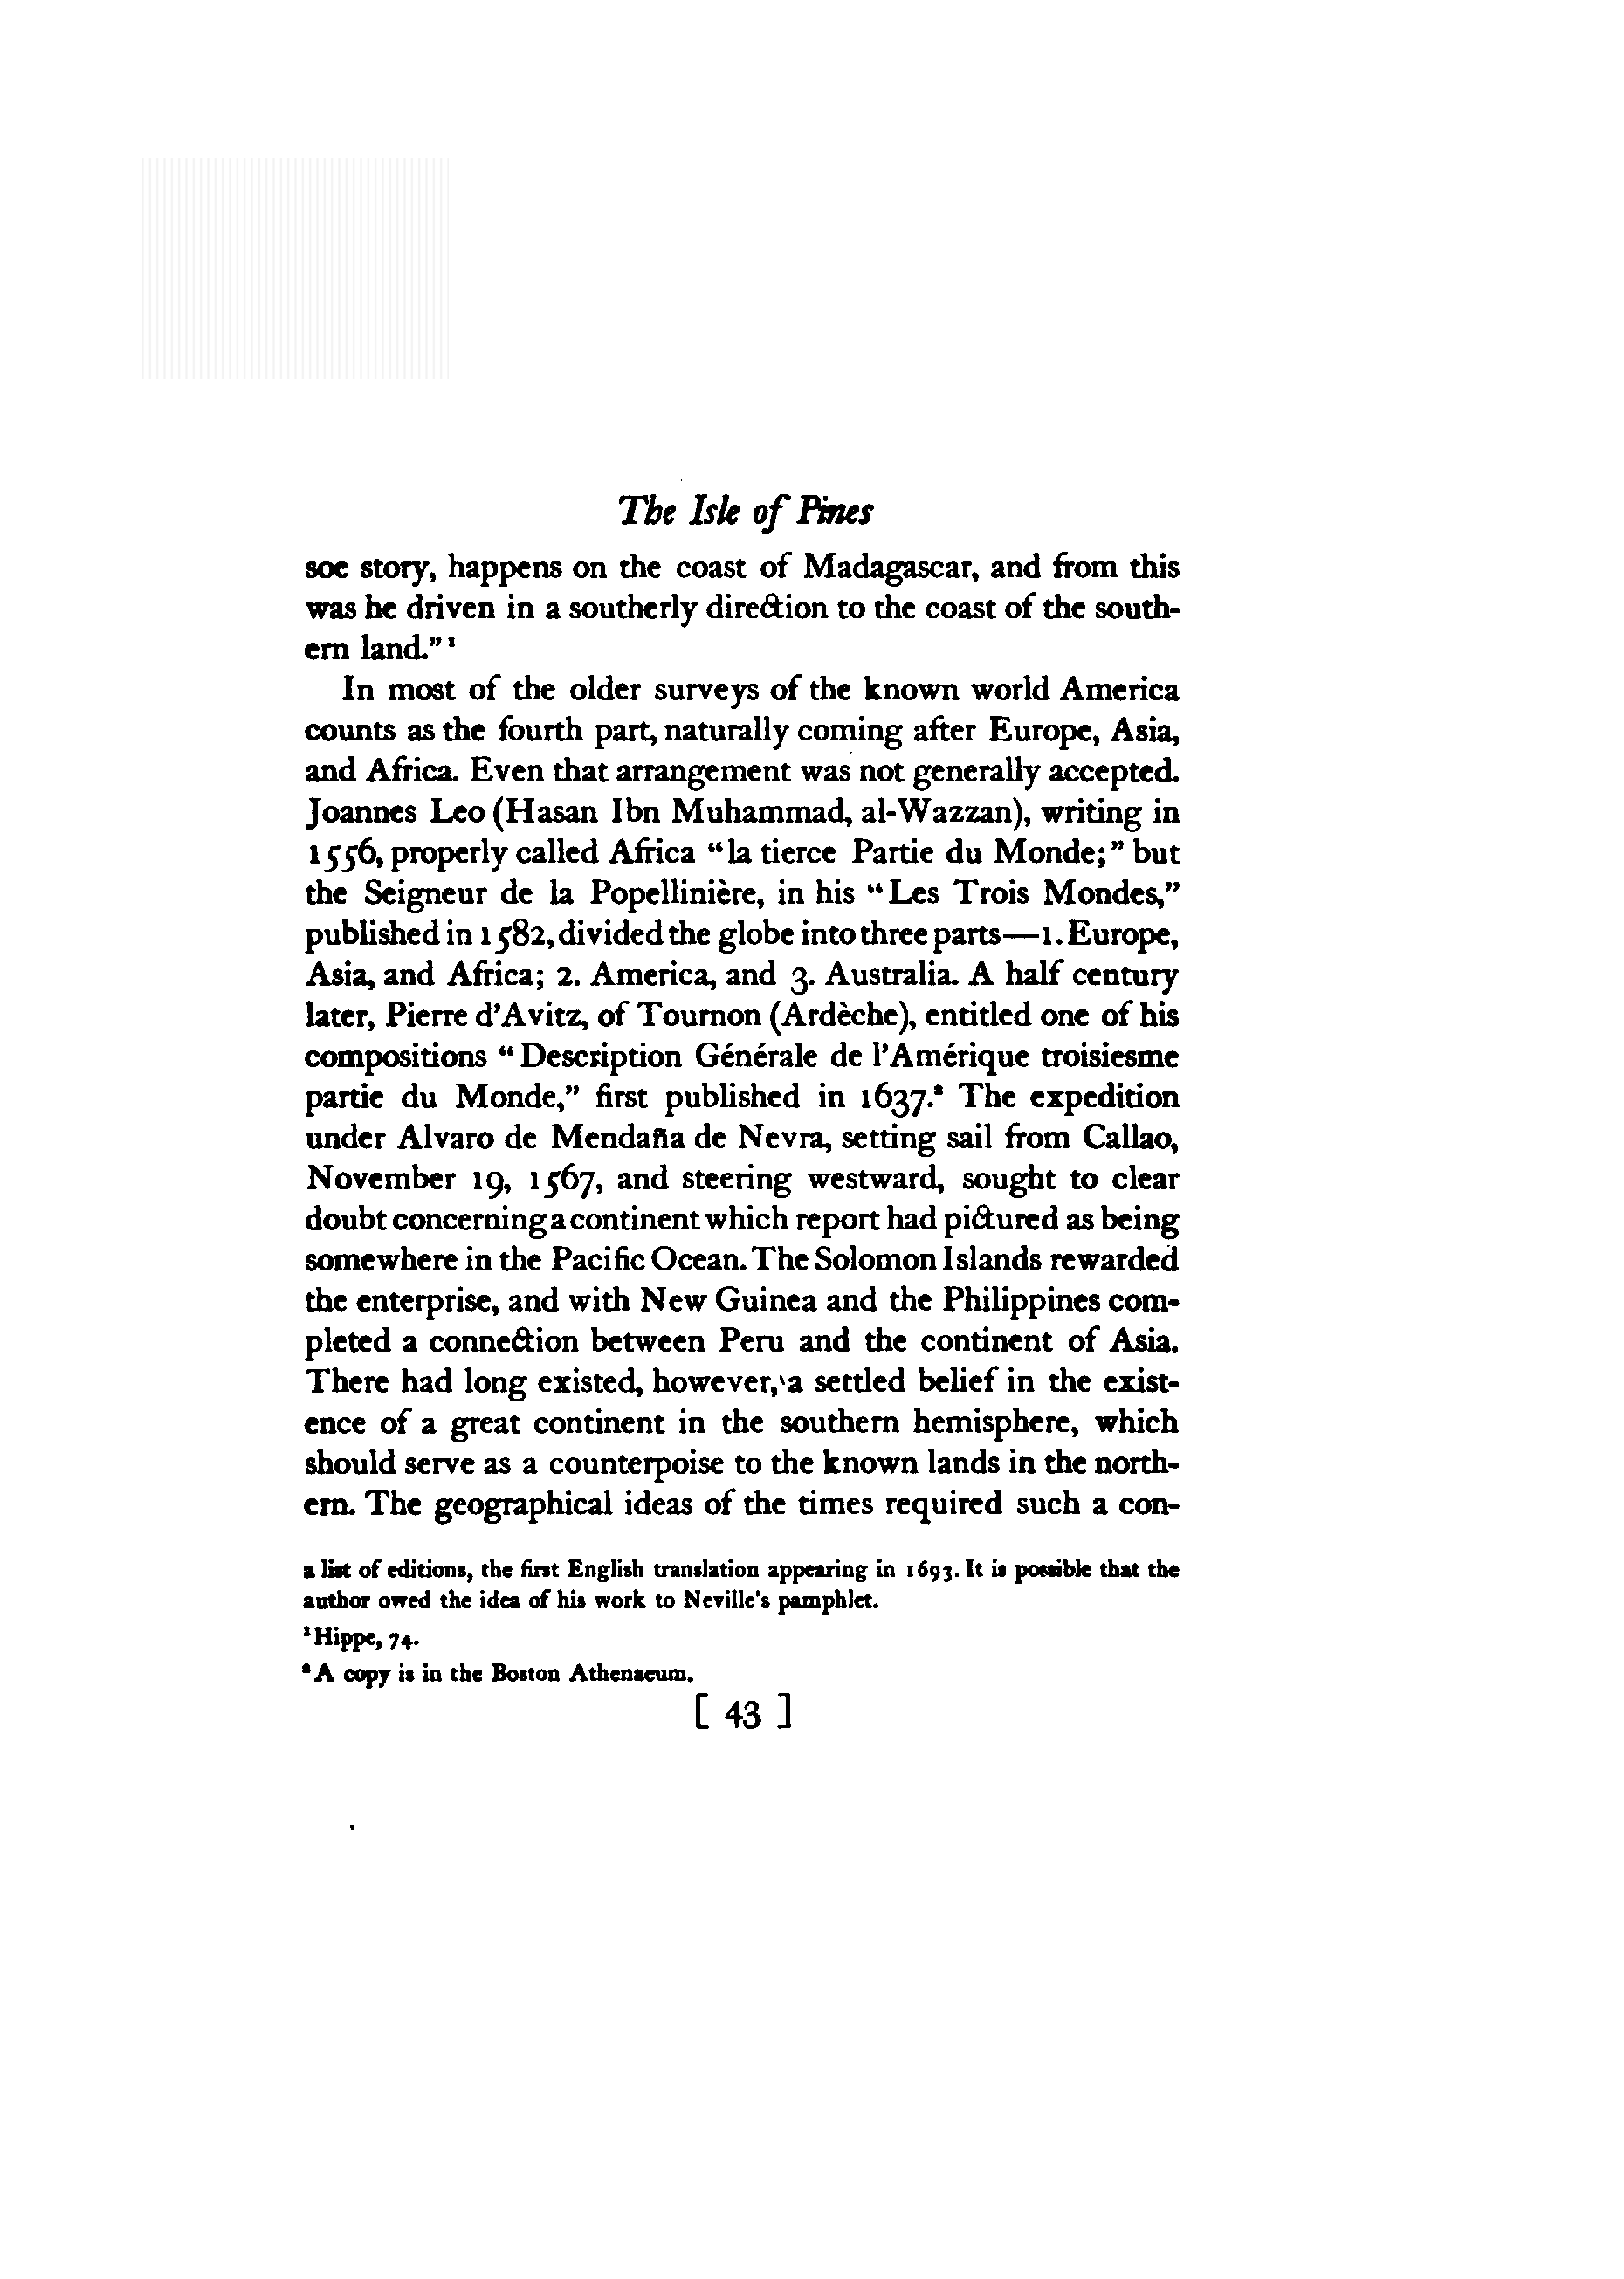 The Isle of Pines
soe story, happens on the coast of Madagascar, and from this
was he driven in a southerly direction to the coast of the south-
ern land." ¹
In most of the older surveys of the known world America
counts as the fourth part, naturally coming after Europe, Asia,
and Africa. Even that arrangement was not generally accepted.
Joannes Leo (Hasan Ibn Muhammad, al-Wazzan), writing in
1556, properly called Africa "la tierce Partie du Monde;" but
the Seigneur de la Popellinière, in his "Les Trois Mondes,"
published in 1582, divided the globe into three parts—1. Europe,
Asia, and Africa; 2. America, and 3. Australia. A half century
later, Pierre d'Avitz, of Tournon (Ardèche), entitled one of his
compositions "Description Générale de l'Amérique troisiesme
partie du Monde," first published in 1637.² The expedition
under Alvaro de Mendaña de Nevra, setting sail from Callao,
November 19, 1567, and steering westward, sought to clear
doubt concerning a continent which report had pictured as being
somewhere in the Pacific Ocean. The Solomon Islands rewarded
the enterprise, and with New Guinea and the Philippines com-
pleted a connection between Peru and the continent of Asia.
There had long existed, however, a settled belief in the exist-
ence of a great continent in the southern hemisphere, which
should serve as a counterpoise to the known lands in the north-
ern. The geographical ideas of the times required such a con-
a list of editions, the first English translation appearing in 1693. It is possible that the
author owed the idea of his work to Neville's pamphlet.
¹ Hippe, 74.
² A copy is in the Boston Athenaeum.
[ 43 ]